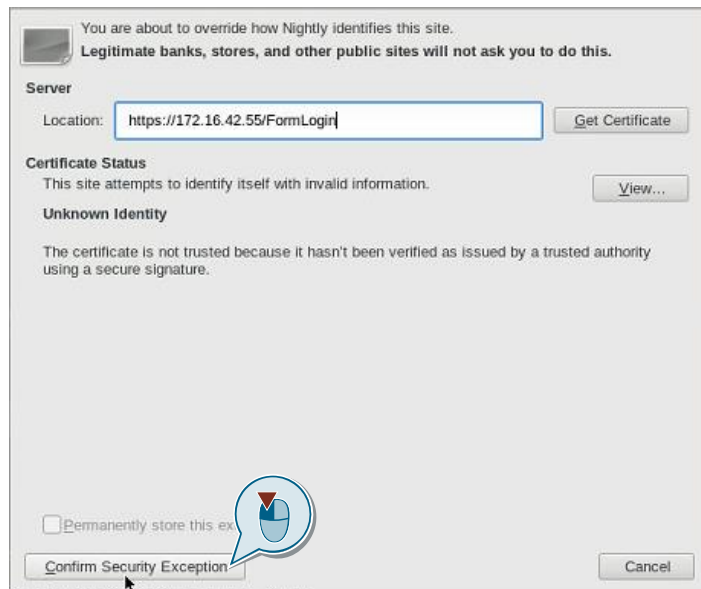 You are about to override how Nightly identifies this site.
Legitimate banks, stores, and other public sites will not ask you to do this.
Server
Location: https://172.16.42.55/FormLogin Get Certificate
Certificate Status
This site attempts to identify itself with invalid information. View...
Unknown Identity
The certificate is not trusted because it hasn't been verified as issued by a trusted authority
using a secure signature.
Permanently store this
Confirm Security Exception Cancel